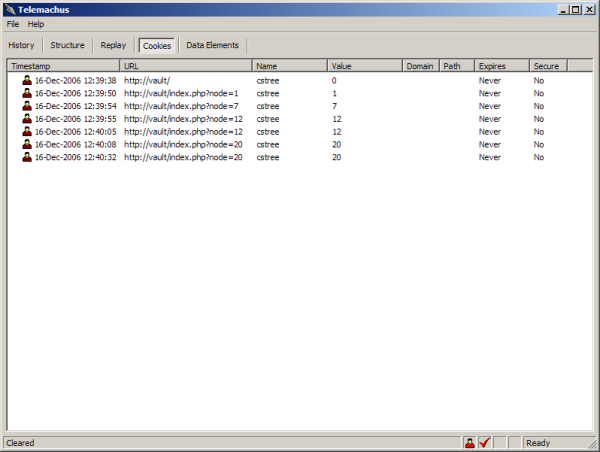 Telemachus
File Help
History Structure Replay Cookies Data Elements
Timestamp URL Name Value Domain Path Expires Secure
16-Dec-2006 12:39:38 http://vault/ cstree 0 Never No
16-Dec-2006 12:39:50 http://vault/index.php?node=1 cstree 1 Never No
16-Dec-2006 12:39:54 http://vault/index.php?node=7 cstree 7 Never No
16-Dec-2006 12:39:55 http://vault/index.php?node=12 cstree 12 Never No
16-Dec-2006 12:40:05 http://vault/index.php?node=12 cstree 12 Never No
16-Dec-2006 12:40:08 http://vault/index.php?node=20 cstree 20 Never No
16-Dec-2006 12:40:32 http://vault/index.php?node=20 cstree 20 Never No
Cleared Ready